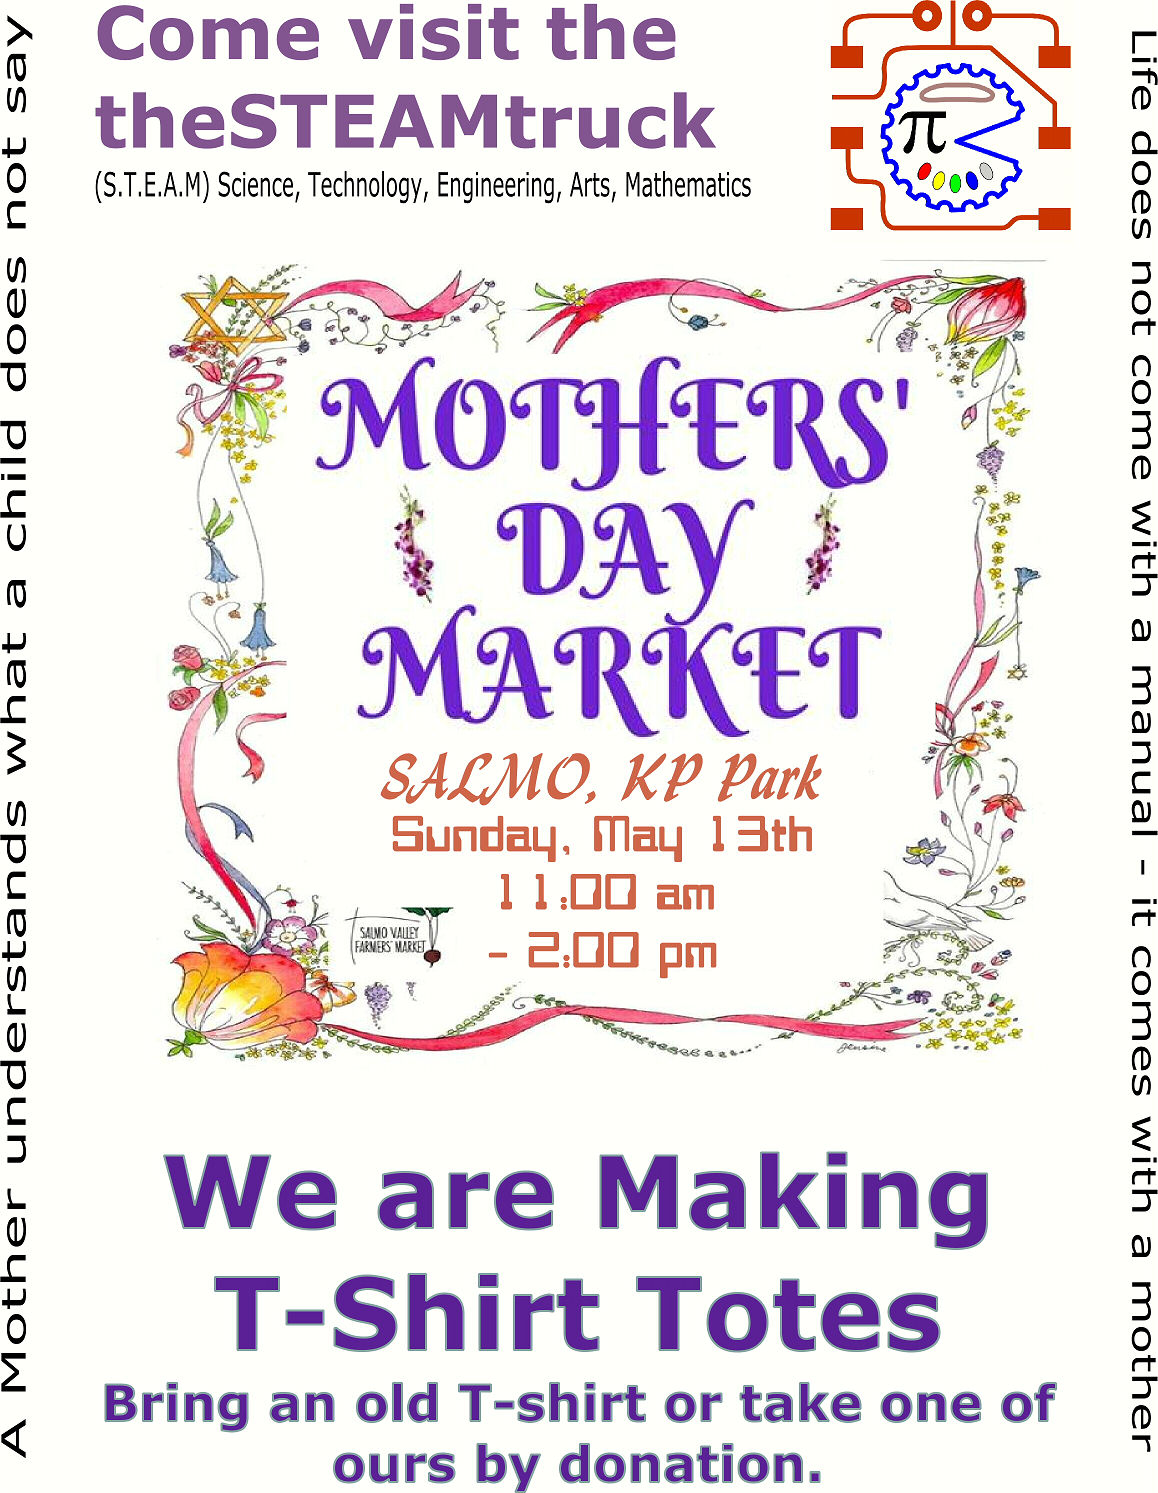 Come visit the
theSTEAMtruck
(S.T.E.A.M) Science, Technology, Engineering, Arts, Mathematics
π
A Mother understands what a child does not say
Life does not come with a manual - it comes with a mother
MOTHERS'
DAY
MARKET
SALMO, KP Park
Sunday, May 13th
11:00 am
- 2:00 pm
SALMO VALLEY
FARMERS' MARKET
We are Making
T-Shirt Totes
Bring an old T-shirt or take one of
ours by donation.